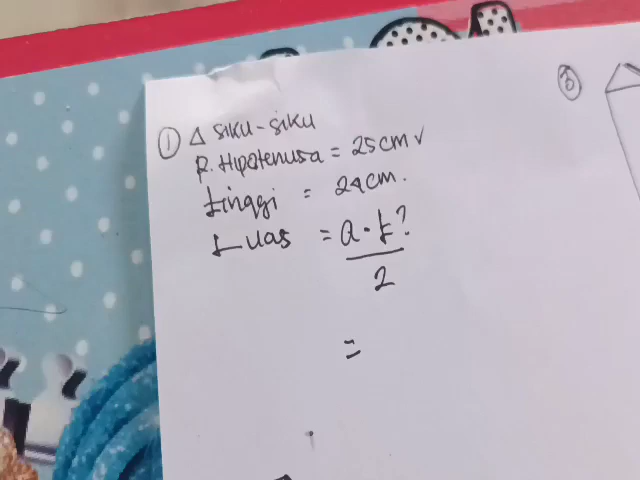 ① Δ siku-siku
P. Hipotenusa = 25cm ✓
tinggi = 24cm.
Luas = a·t?
2
=
③